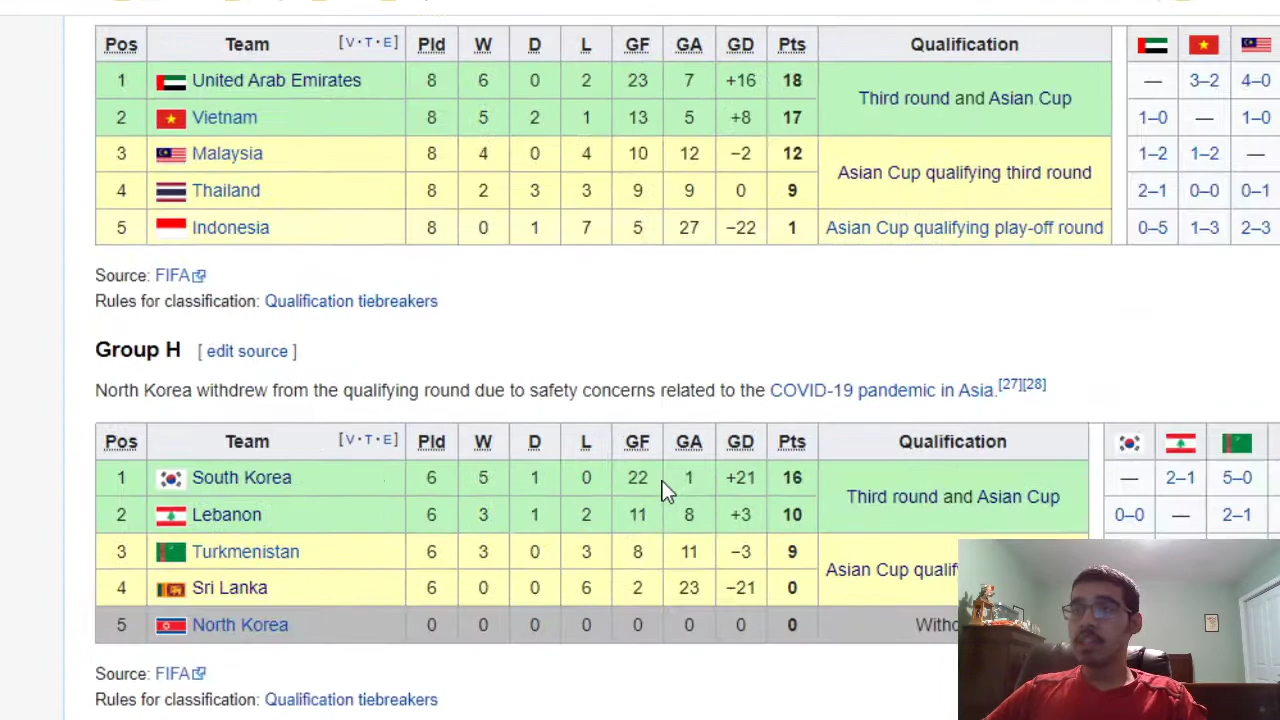 Pos Team [V·T·E] Pld W D L GF GA GD Pts Qualification
1 United Arab Emirates 8 6 0 2 23 7 +16 18 Third round and Asian Cup — 3–2 4–0
2 Vietnam 8 5 2 1 13 5 +8 17 1–0 — 1–0
3 Malaysia 8 4 0 4 10 12 −2 12 Asian Cup qualifying third round 1–2 1–2 —
4 Thailand 8 2 3 3 9 9 0 9 2–1 0–0 0–1
5 Indonesia 8 0 1 7 5 27 −22 1 Asian Cup qualifying play-off round 0–5 1–3 2–3
Source: FIFA
Rules for classification: Qualification tiebreakers
Group H [ edit source ]
North Korea withdrew from the qualifying round due to safety concerns related to the COVID-19 pandemic in Asia.[27][28]
Pos Team [V·T·E] Pld W D L GF GA GD Pts Qualification
1 South Korea 6 5 1 0 22 1 +21 16 Third round and Asian Cup — 2–1 5–0
2 Lebanon 6 3 1 2 11 8 +3 10 0–0 — 2–1
3 Turkmenistan 6 3 0 3 8 11 −3 9 Asian Cup
4 Sri Lanka 6 0 0 6 2 23 −21 0
5 North Korea 0 0 0 0 0 0 0 0
Source: FIFA
Rules for classification: Qualification tiebreakers